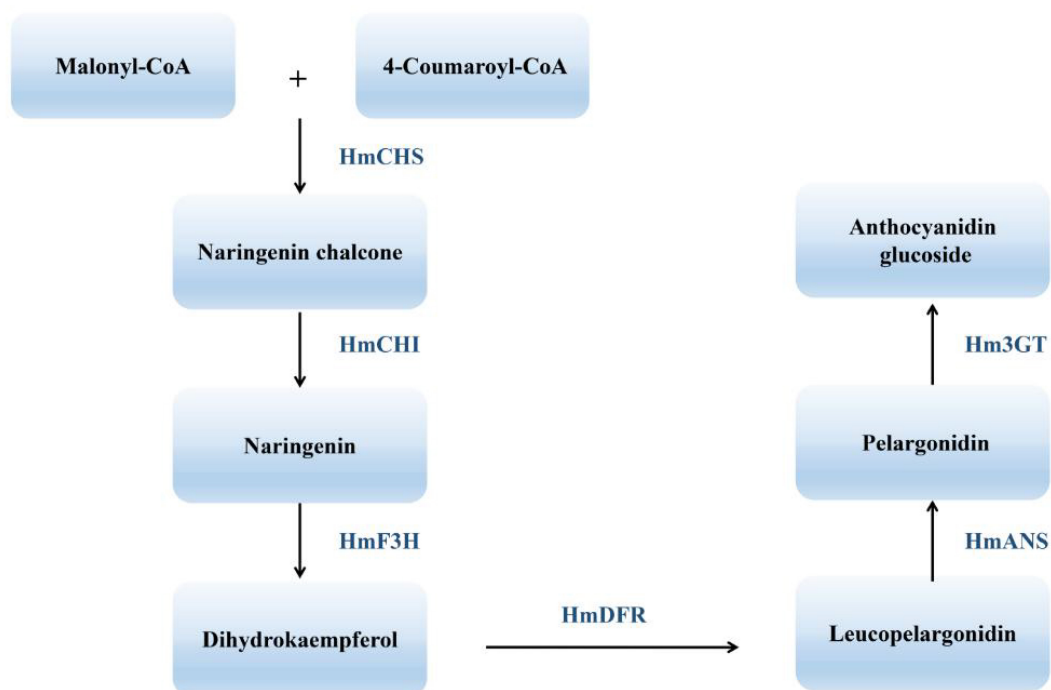 Malonyl-CoA
+
4-Coumaroyl-CoA
HmCHS
Naringenin chalcone
HmCHI
Naringenin
HmF3H
Dihydrokaempferol
HmDFR
Leucopelargonidin
HmANS
Pelargonidin
Hm3GT
Anthocyanidin
glucoside